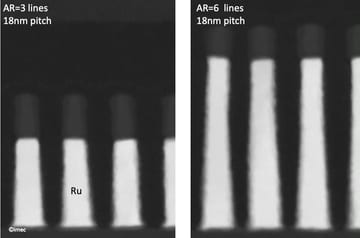 AR=3 lines
18nm pitch
AR=6 lines
18nm pitch
Ru
©imec